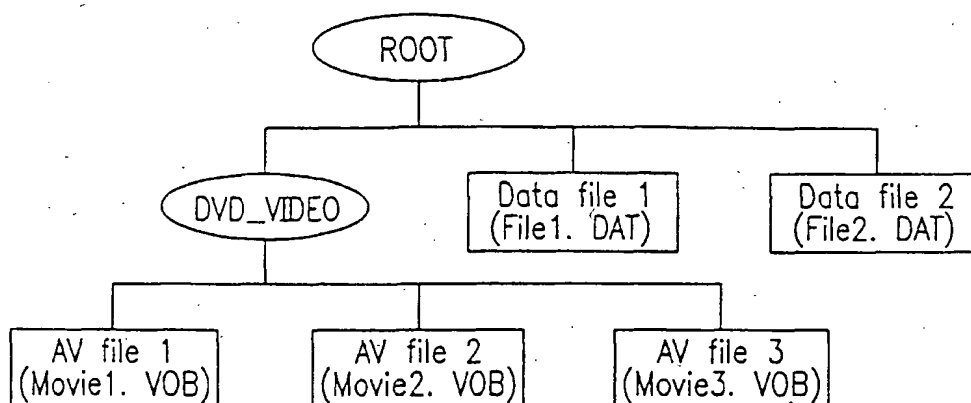 ROOT
DVD_VIDEO
Data file 1
(File1. DAT)
Data file 2
(File2. DAT)
AV file 1
(Movie1. VOB)
AV file 2
(Movie2. VOB)
AV file 3
(Movie3. VOB)